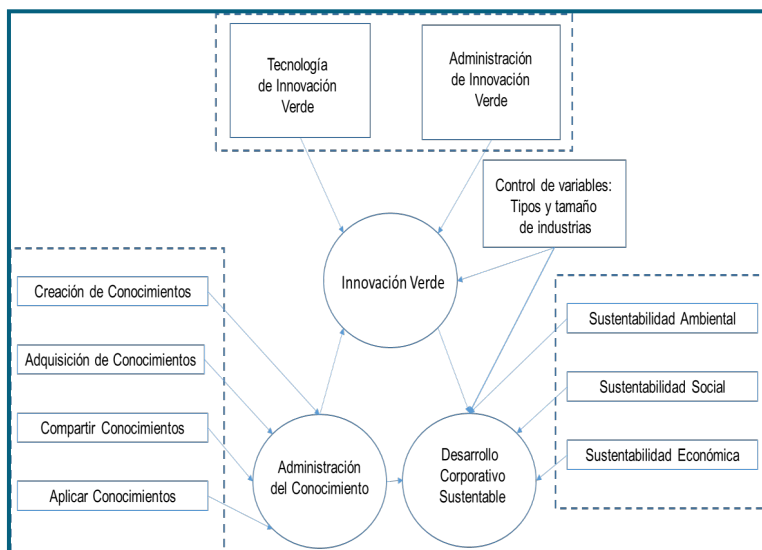 Tecnología
de Innovación
Verde
Administración
de Innovación
Verde
Control de variables:
Tipos y tamaño
de industrias
Innovación Verde
Creación de Conocimientos
Adquisición de Conocimientos
Compartir Conocimientos
Aplicar Conocimientos
Administración
del Conocimiento
Desarrollo
Corporativo
Sustentable
Sustentabilidad Ambiental
Sustentabilidad Social
Sustentabilidad Económica